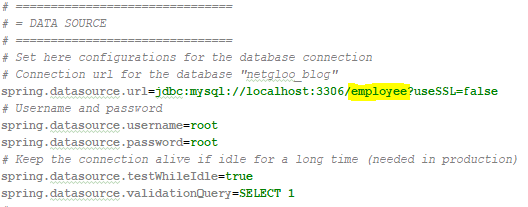 # ===============================
# = DATA SOURCE
# ===============================
# Set here configurations for the database connection
# Connection url for the database "netgloo_blog"
spring.datasource.url=jdbc:mysql://localhost:3306/employee?useSSL=false
# Username and password
spring.datasource.username=root
spring.datasource.password=root
# Keep the connection alive if idle for a long time (needed in production)
spring.datasource.testWhileIdle=true
spring.datasource.validationQuery=SELECT 1